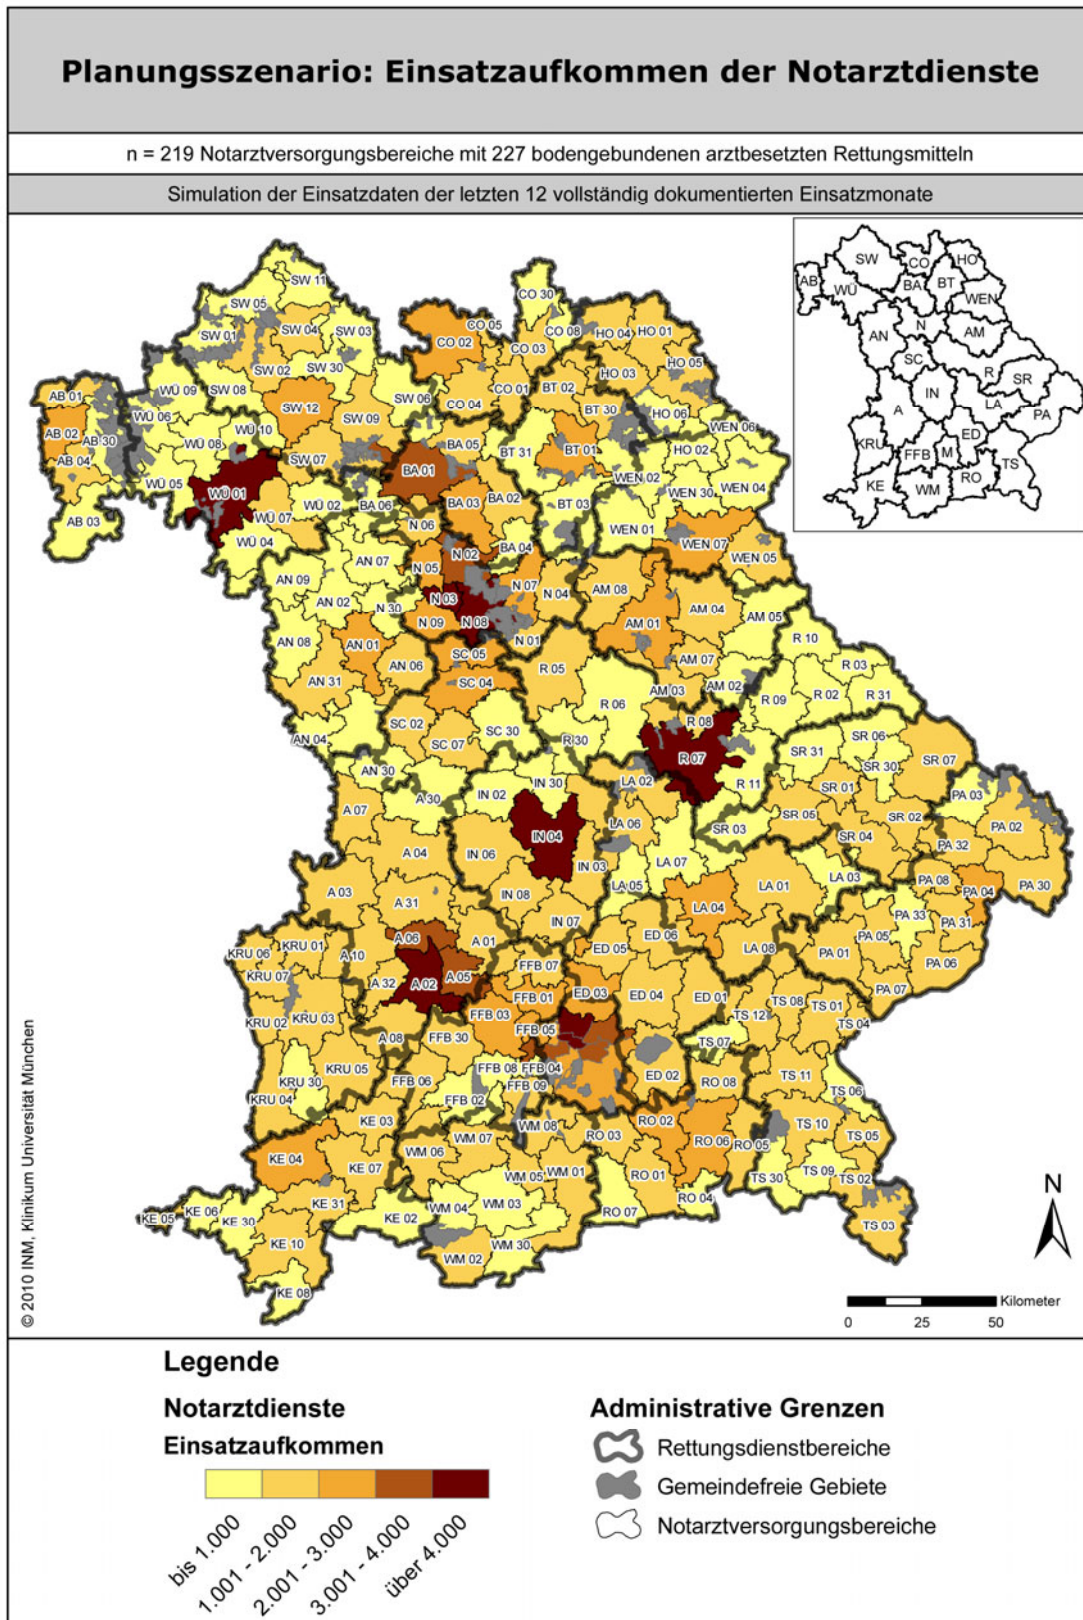 Planungsszenario: Einsatzaufkommen der Notarztdienste
n = 219 Notarztversorgungsbereiche mit 227 bodengebundenen arztbesetzten Rettungsmitteln
Simulation der Einsatzdaten der letzten 12 vollständig dokumentierten Einsatzmonate
SW
CO
HO
AB
WÜ
BA
BT
WEN
AN
N
AM
SC
R
SR
IN
LA
PA
A
ED
KRU
FFB
M
TS
KE
WM
RO
SW 11
SW 05
SW 01
SW 04
SW 03
SW 02
SW 30
SW 08
SW 12
SW 09
SW 06
SW 07
CO 30
CO 05
CO 02
CO 08
CO 03
CO 01
CO 04
HO 04
HO 01
HO 03
HO 05
HO 06
HO 02
BT 02
BT 30
BT 01
BT 31
BT 03
WEN 06
WEN 02
WEN 30
WEN 04
WEN 01
WEN 07
WEN 05
AB 01
AB 02
AB 30
AB 04
AB 03
WÜ 09
WÜ 06
WÜ 10
WÜ 08
WÜ 05
WÜ 01
WÜ 02
WÜ 07
WÜ 04
BA 05
BA 01
BA 06
BA 03
BA 02
BA 04
N 06
N 02
N 05
N 07
N 03
N 04
N 30
N 09
N 08
N 01
AN 07
AN 09
AN 02
AN 08
AN 01
AN 06
AN 31
AN 04
AN 30
AM 08
AM 04
AM 05
AM 01
AM 07
AM 03
AM 02
SC 05
SC 04
SC 02
SC 07
SC 30
R 05
R 10
R 03
R 06
R 09
R 02
R 31
R 08
R 07
R 30
R 11
SR 06
SR 31
SR 30
SR 07
SR 01
SR 05
SR 02
SR 04
SR 03
PA 03
PA 02
PA 32
PA 08
PA 04
PA 30
PA 33
PA 31
PA 05
PA 01
PA 06
PA 07
A 30
A 07
A 04
A 03
A 31
A 06
A 01
A 10
A 02
A 05
A 32
A 08
IN 30
IN 02
IN 04
IN 06
IN 03
IN 08
IN 07
LA 02
LA 06
LA 07
LA 05
LA 04
LA 01
LA 03
LA 08
KRU 06
KRU 01
KRU 07
KRU 02
KRU 03
KRU 05
KRU 30
KRU 04
FFB 07
FFB 01
FFB 03
FFB 05
FFB 30
FFB 08
FFB 04
FFB 06
FFB 09
FFB 02
ED 05
ED 06
ED 03
ED 04
ED 01
ED 02
TS 08
TS 01
TS 12
TS 04
TS 07
TS 11
TS 06
TS 10
TS 05
TS 09
TS 30
TS 02
TS 03
RO 08
RO 02
RO 03
RO 06
RO 05
RO 01
RO 04
RO 07
WM 08
WM 07
WM 06
WM 05
WM 01
WM 04
WM 03
WM 30
WM 02
KE 03
KE 04
KE 07
KE 31
KE 05
KE 06
KE 30
KE 02
KE 10
KE 08
© 2010 INM, Klinikum Universität München
N
Kilometer
0 25 50
Legende
Notarztdienste
Einsatzaufkommen
bis 1.000
1.001 - 2.000
2.001 - 3.000
3.001 - 4.000
über 4.000
Administrative Grenzen
Rettungsdienstbereiche
Gemeindefreie Gebiete
Notarztversorgungsbereiche